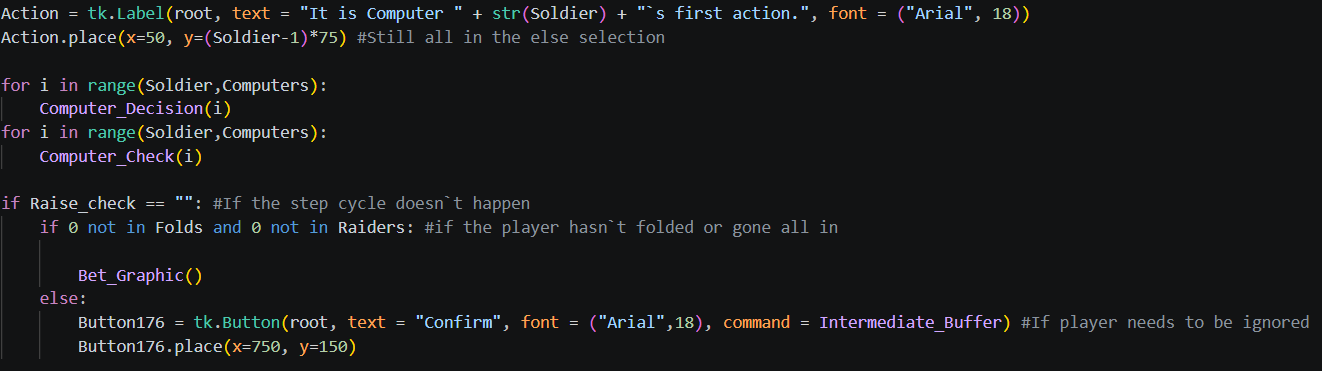 Action = tk.Label(root, text = "It is Computer " + str(Soldier) + "`s first action.", font = ("Arial", 18))
Action.place(x=50, y=(Soldier-1)*75) #Still all in the else selection
for i in range(Soldier,Computers):
    Computer_Decision(i)
for i in range(Soldier,Computers):
    Computer_Check(i)
if Raise_check == "": #If the step cycle doesn`t happen
    if 0 not in Folds and 0 not in Raiders: #if the player hasn`t folded or gone all in
        Bet_Graphic()
    else:
        Button176 = tk.Button(root, text = "Confirm", font = ("Arial",18), command = Intermediate_Buffer) #If player needs to be ignored
        Button176.place(x=750, y=150)